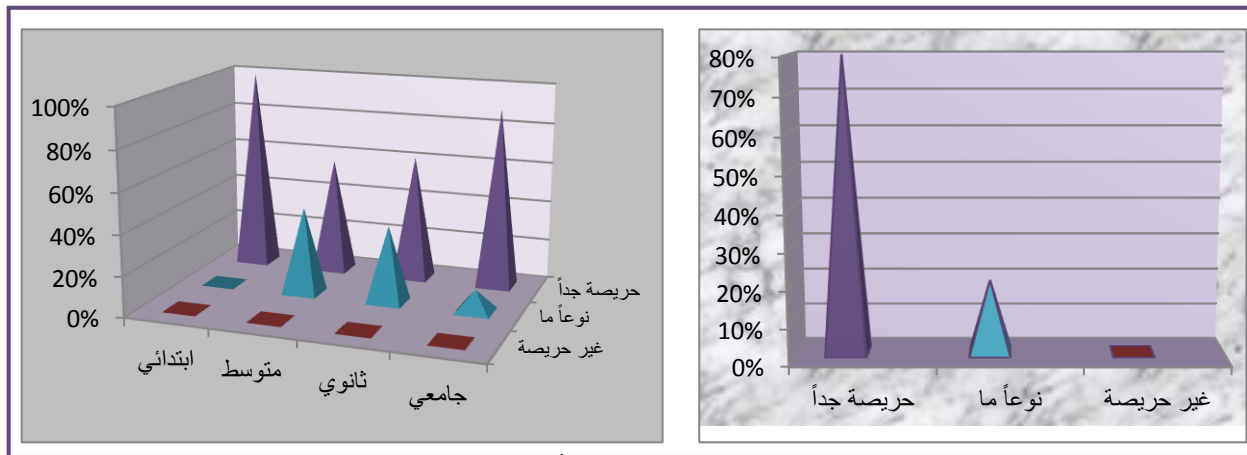 100%
80%
60%
40%
20%
0%
ابتدائي
متوسط
ثانوي
جامعي
حريصة جداً
نوعاً ما
غير حريصة
80%
70%
60%
50%
40%
30%
20%
10%
0%
حريصة جداً
نوعاً ما
غير حريصة